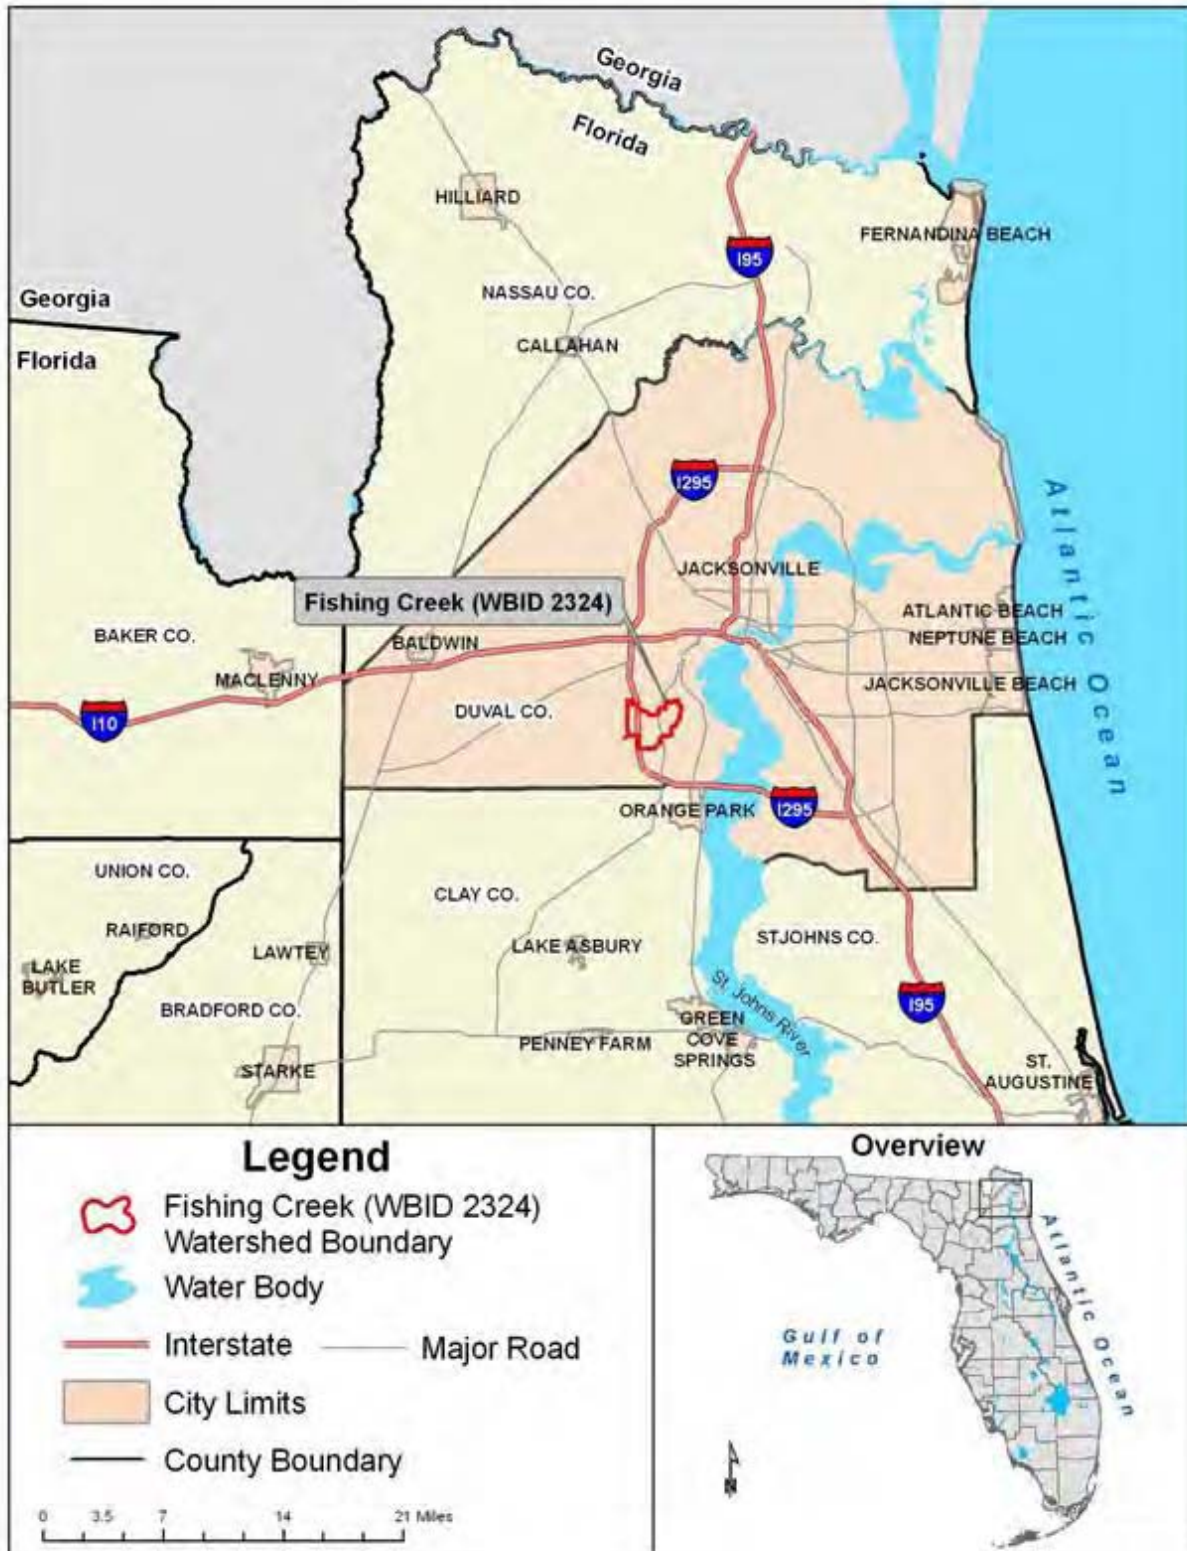 Georgia
Florida
HILLIARD
FERNANDINA BEACH
I95
Georgia
NASSAU CO.
Florida
CALLAHAN
I295
Atlantic Ocean
JACKSONVILLE
Fishing Creek (WBID 2324)
ATLANTIC BEACH
BAKER CO.
BALDWIN
NEPTUNE BEACH
MACLENNY
JACKSONVILLE BEACH
I10
DUVAL CO.
ORANGE PARK
I295
UNION CO.
CLAY CO.
RAIFORD
LAWTEY
LAKE ASBURY
STJOHNS CO.
LAKE
BUTLER
BRADFORD CO.
St. Johns River
I95
GREEN
COVE
SPRINGS
PENNEY FARM
STARKE
ST.
AUGUSTINE
Legend
Fishing Creek (WBID 2324)
Watershed Boundary
Water Body
Interstate
Major Road
City Limits
County Boundary
0 3.5 7 14 21 Miles
Overview
Atlantic Ocean
Gulf of
Mexico
N